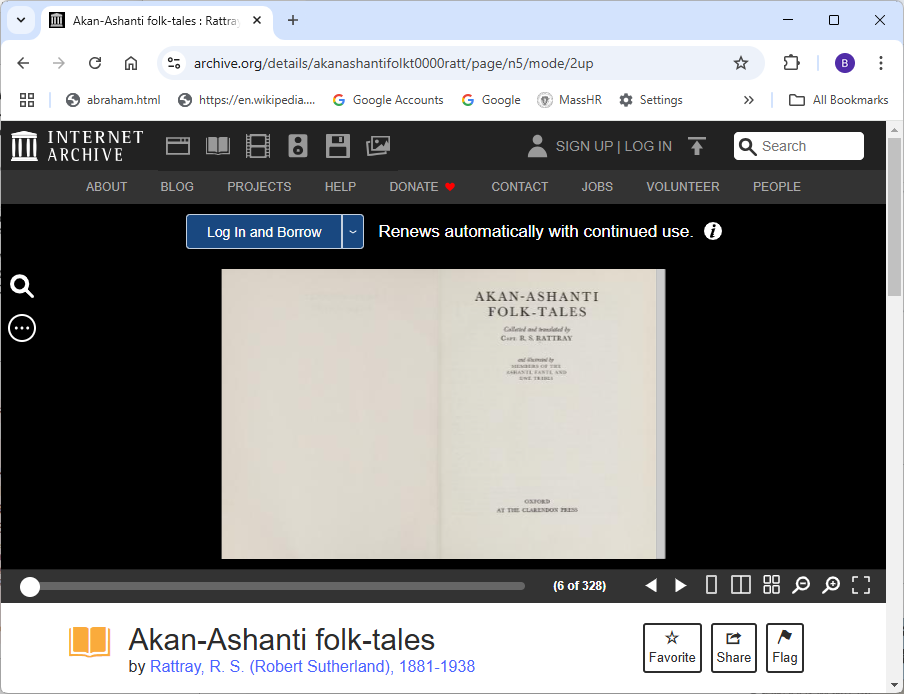 Akan-Ashanti folk-tales : Rattray
archive.org/details/akanashantifolkt0000ratt/page/n5/mode/2up
B
abraham.html
https://en.wikipedia....
Google Accounts
Google
MassHR
Settings
»
All Bookmarks
INTERNET
ARCHIVE
SIGN UP | LOG IN
Search
ABOUT
BLOG
PROJECTS
HELP
DONATE
CONTACT
JOBS
VOLUNTEER
PEOPLE
Log In and Borrow
Renews automatically with continued use.
AKAN-ASHANTI
FOLK-TALES
Collected and translated by
CAPT. R. S. RATTRAY
and illustrated by
MEMBERS OF THE
ASHANTI, FANTI, AND
EWE TRIBES
OXFORD
AT THE CLARENDON PRESS
(6 of 328)
Akan-Ashanti folk-tales
by Rattray, R. S. (Robert Sutherland), 1881-1938
Favorite
Share
Flag